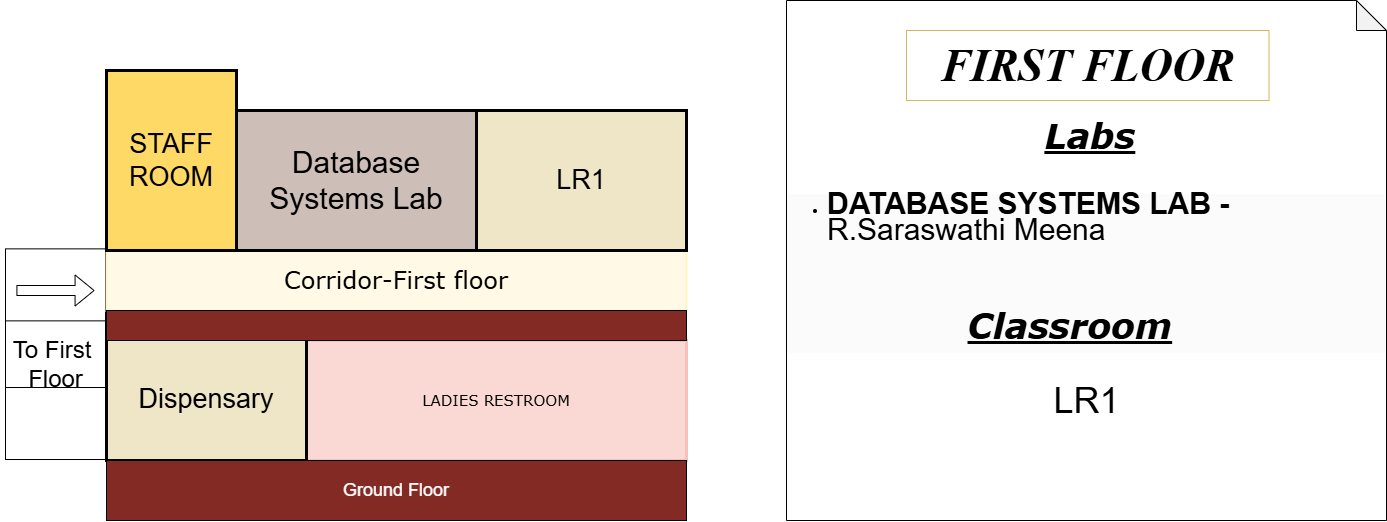 STAFF
ROOM
Database
Systems Lab
LR1
Corridor-First floor
To First
Floor
Dispensary
LADIES RESTROOM
Ground Floor
FIRST FLOOR
Labs
• DATABASE SYSTEMS LAB -
R.Saraswathi Meena
Classroom
LR1